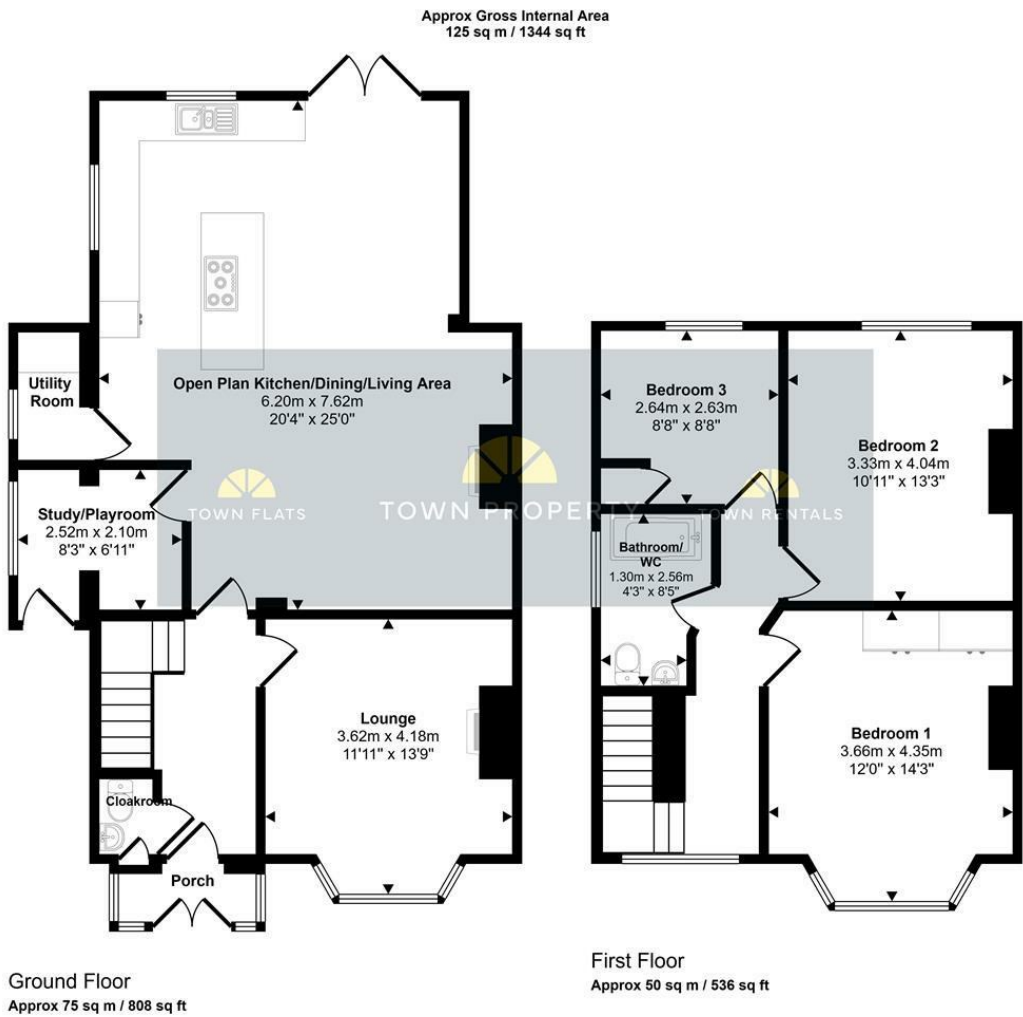 Approx Gross Internal Area
125 sq m / 1344 sq ft
Utility
Room
Open Plan Kitchen/Dining/Living Area
6.20m x 7.62m
20'4" x 25'0"
Study/Playroom
2.52m x 2.10m
8'3" x 6'11"
Lounge
3.62m x 4.18m
11'11" x 13'9"
Cloakroom
Porch
Ground Floor
Approx 75 sq m / 808 sq ft
Bedroom 3
2.64m x 2.63m
8'8" x 8'8"
Bedroom 2
3.33m x 4.04m
10'11" x 13'3"
Bathroom/
WC
1.30m x 2.56m
4'3" x 8'5"
Bedroom 1
3.66m x 4.35m
12'0" x 14'3"
First Floor
Approx 50 sq m / 536 sq ft
TOWN FLATS
TOWN PROPERTY
TOWN RENTALS